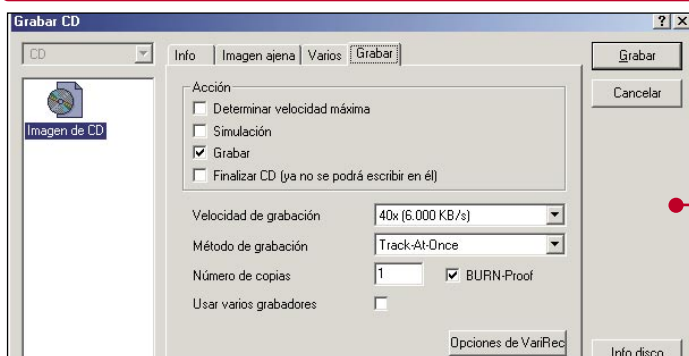 Grabar CD
CD
Info Imagen ajena Varios Grabar
Grabar
Cancelar
Imagen de CD
Acción
Determinar velocidad máxima
Simulación
Grabar
Finalizar CD (ya no se podrá escribir en él)
Velocidad de grabación 40x (6.000 KB/s)
Método de grabación Track-At-Once
Número de copias 1 BURN-Proof
Usar varios grabadores
Opciones de VariRec
Info disco